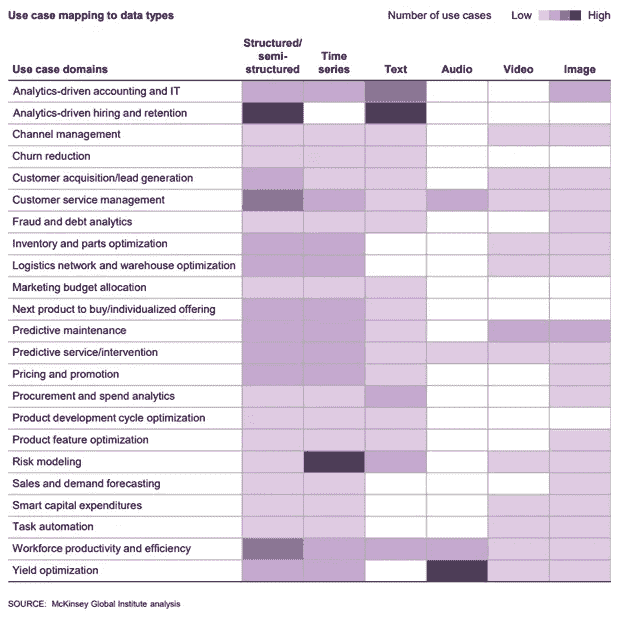 Use case mapping to data types
Number of use cases Low High
Use case domains Structured/ semi- structured Time series Text Audio Video Image
Analytics-driven accounting and IT
Analytics-driven hiring and retention
Channel management
Churn reduction
Customer acquisition/lead generation
Customer service management
Fraud and debt analytics
Inventory and parts optimization
Logistics network and warehouse optimization
Marketing budget allocation
Next product to buy/individualized offering
Predictive maintenance
Predictive service/intervention
Pricing and promotion
Procurement and spend analytics
Product development cycle optimization
Product feature optimization
Risk modeling
Sales and demand forecasting
Smart capital expenditures
Task automation
Workforce productivity and efficiency
Yield optimization
SOURCE: McKinsey Global Institute analysis